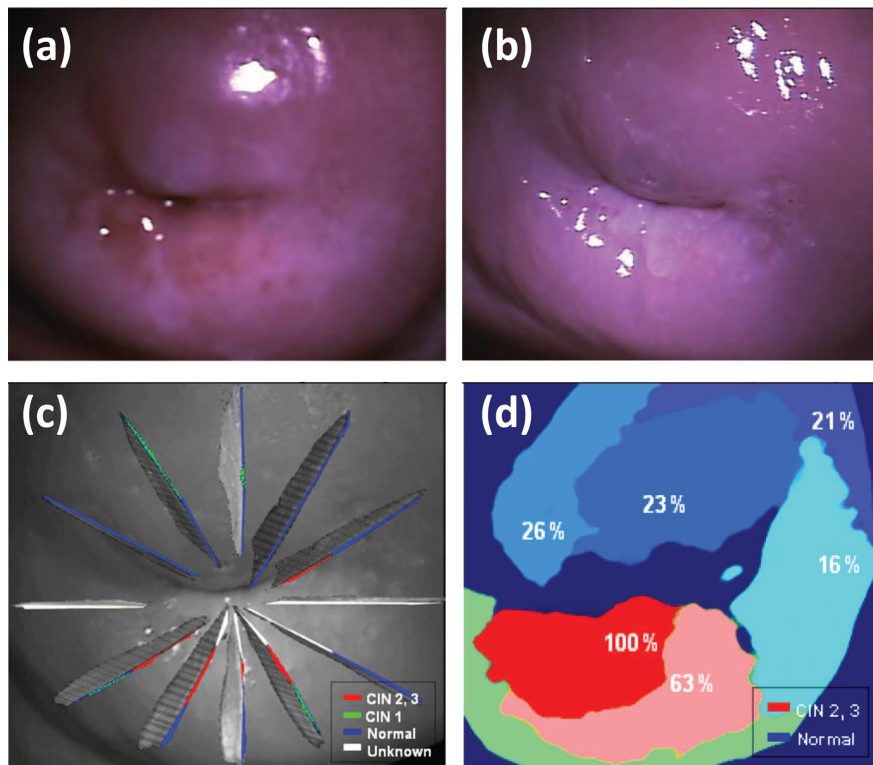 (a)
(b)
(c)
CIN 2, 3
CIN 1
Normal
Unknown
(d)
21 %
23 %
26 %
16 %
100 %
63 %
CIN 2, 3
Normal